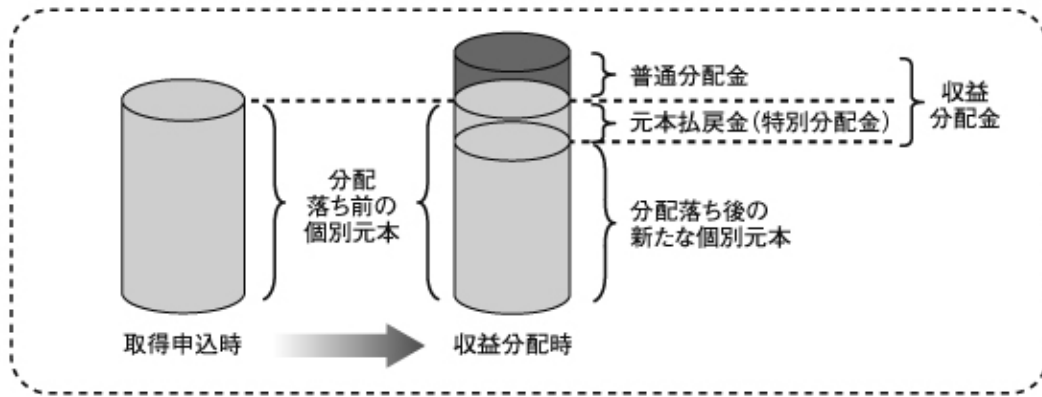 普通分配金
収益
分配金
元本払戻金(特別分配金)
分配
落ち前の
個別元本
分配落ち後の
新たな個別元本
取得申込時
収益分配時